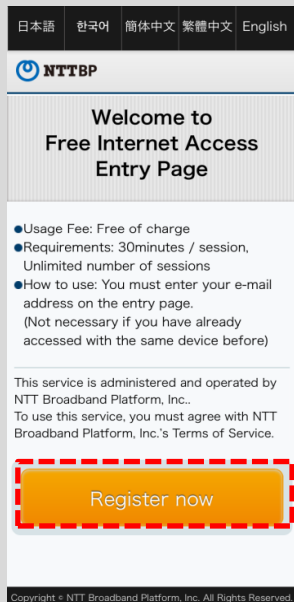 日本語 한국어 简体中文 繁體中文 English
NTTBP
Welcome to
Free Internet Access
Entry Page
●Usage Fee: Free of charge
●Requirements: 30minutes / session,
Unlimited number of sessions
●How to use: You must enter your e-mail
address on the entry page.
(Not necessary if you have already
accessed with the same device before)
This service is administered and operated by
NTT Broadband Platform, Inc..
To use this service, you must agree with NTT
Broadband Platform, Inc.'s Terms of Service.
Register now
Copyright © NTT Broadband Platform, Inc. All Rights Reserved.